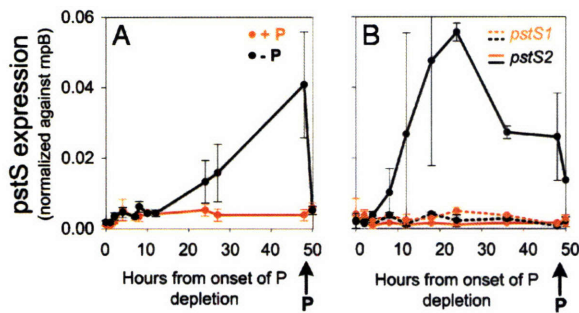 A
+ P
- P
B
pstS1
pstS2
pstS expression
(normalized against rnpB)
0.06
0.04
0.02
0.00
0 10 20 30 40 50
0 10 20 30 40 50
Hours from onset of P
depletion
P
Hours from onset of P
depletion
P